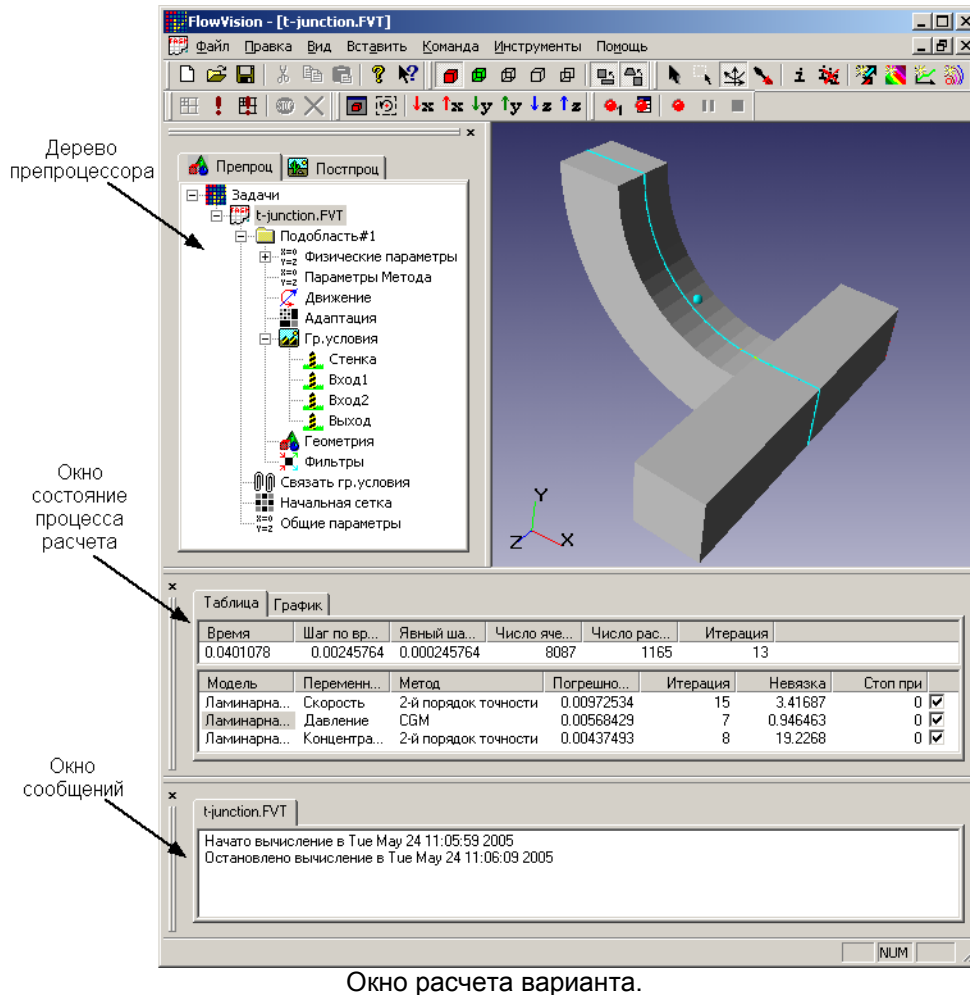 FlowVision - [t-junction.FVT]
Файл Правка Вид Вставить Команда Инструменты Помощь
STOP
x x y y z z
1
Дерево
препроцессора
Препроц Постпроц
Задачи
t-junction.FVT
Подобласть#1
Физические параметры
Параметры Метода
Движение
Адаптация
Гр.условия
Стенка
Вход1
Вход2
Выход
Геометрия
Фильтры
Связать гр.условия
Начальная сетка
Общие параметры
Y
Z X
Окно
состояние
процесса
расчета
Таблица График
Время Шаг по вр... Явный ша... Число яче... Число рас... Итерация
0.0401078 0.00245764 0.000245764 8087 1165 13
Модель Переменн... Метод Погрешно... Итерация Невязка Стоп при
Ламинарна... Скорость 2-й порядок точности 0.00972534 15 3.41687 0
Ламинарна... Давление CGM 0.00568429 7 0.946463 0
Ламинарна... Концентра... 2-й порядок точности 0.00437493 8 19.2268 0
Окно
сообщений
t-junction.FVT
Начато вычисление в Tue May 24 11:05:59 2005
Остановлено вычисление в Tue May 24 11:06:09 2005
NUM
Окно расчета варианта.